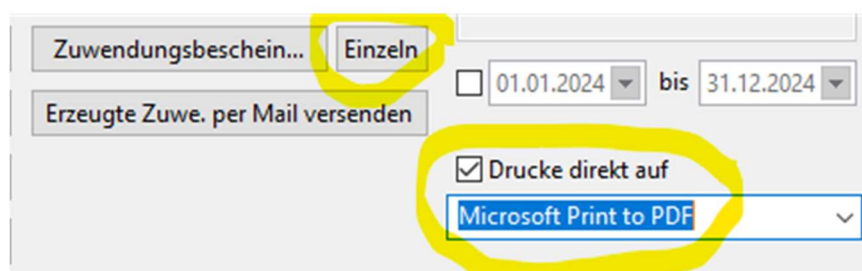 Zuwendungsbeschein... Einzeln
01.01.2024 bis 31.12.2024
Erzeugte Zuwe. per Mail versenden
Drucke direkt auf
Microsoft Print to PDF